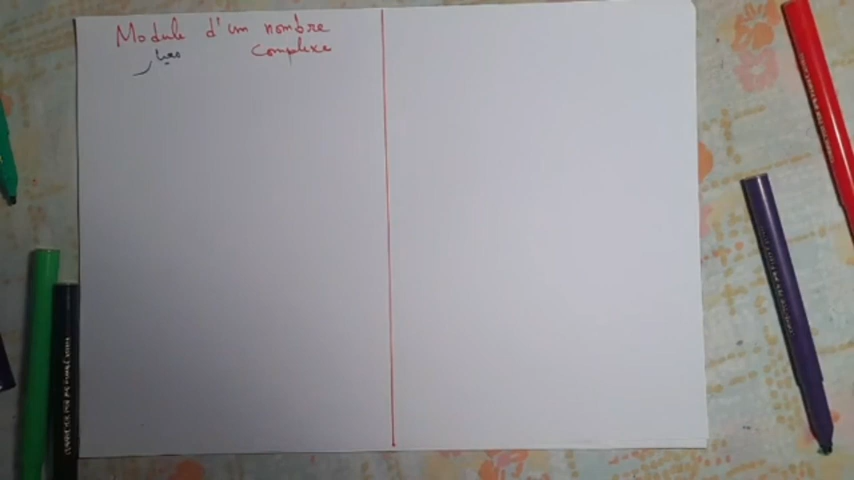 Module d'un nombre
complexe
معيار